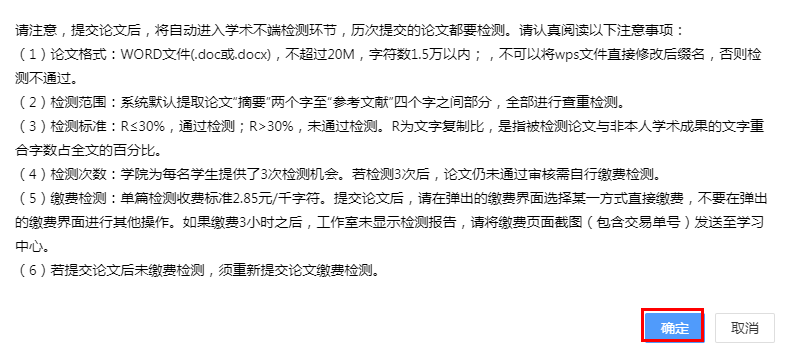 请注意，提交论文后，将自动进入学术不端检测环节，历次提交的论文都要检测。请认真阅读以下注意事项：
（1）论文格式：WORD文件(.doc或.docx)，不超过20M，字符数1.5万以内；，不可以将wps文件直接修改后缀名，否则检
测不通过。
（2）检测范围：系统默认提取论文“摘要”两个字至“参考文献”四个字之间部分，全部进行查重检测。
（3）检测标准：R≤30%，通过检测；R>30%，未通过检测。R为文字复制比，是指被检测论文与非本人学术成果的文字重
合字数占全文的百分比。
（4）检测次数：学院为每名学生提供了3次检测机会。若检测3次后，论文仍未通过审核需自行缴费检测。
（5）缴费检测：单篇检测收费标准2.85元/千字符。提交论文后，请在弹出的缴费界面选择某一方式直接缴费，不要在弹出
的缴费界面进行其他操作。如果缴费3小时之后，工作室未显示检测报告，请将缴费页面截图（包含交易单号）发送至学习
中心。
（6）若提交论文后未缴费检测，须重新提交论文缴费检测。
确定 取消